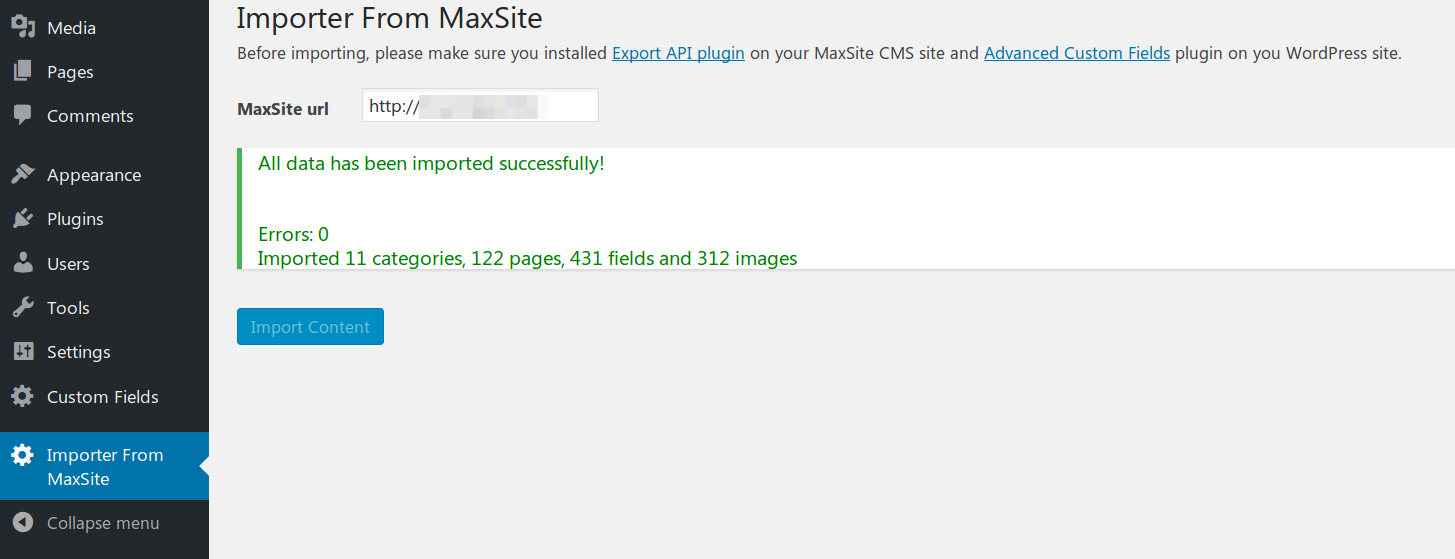 Media
Pages
Comments
Appearance
Plugins
Users
Tools
Settings
Custom Fields
Importer From
MaxSite
Collapse menu
Importer From MaxSite
Before importing, please make sure you installed Export API plugin on your MaxSite CMS site and Advanced Custom Fields plugin on you WordPress site.
MaxSite url
http://
All data has been imported successfully!
Errors: 0
Imported 11 categories, 122 pages, 431 fields and 312 images
Import Content